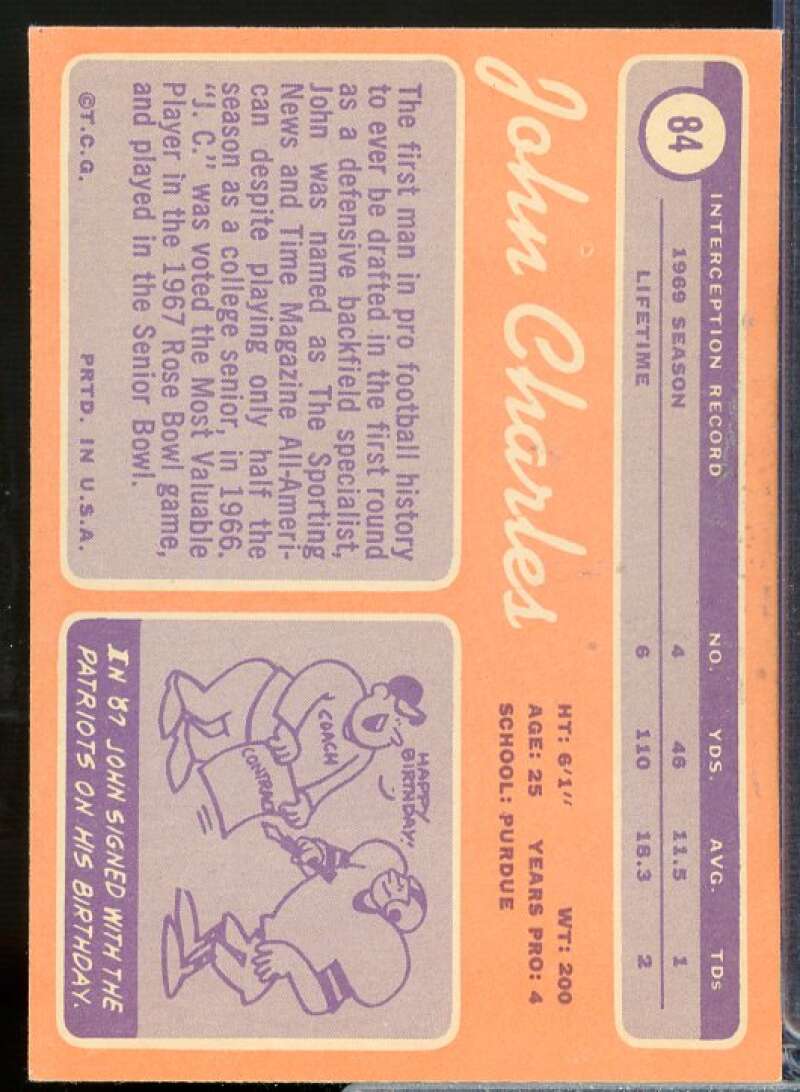 84
INTERCEPTION RECORD NO. YDS. AVG. TDs
1969 SEASON 4 46 11.5 1
LIFETIME 6 110 18.3 2
John Charles
HT: 6'1" WT: 200
AGE: 25 YEARS PRO: 4
SCHOOL: PURDUE
The first man in pro football history
to ever be drafted in the first round
as a defensive backfield specialist,
John was named as The Sporting
News and Time Magazine All-Ameri-
can despite playing only half the
season as a college senior, in 1966.
"J. C." was voted the Most Valuable
Player in the 1967 Rose Bowl game,
and played in the Senior Bowl.
©T.C.G. PRTD. IN U.S.A.
HAPPY
BIRTHDAY!
COACH
CONTRACT
IN '67 JOHN SIGNED WITH THE
PATRIOTS ON HIS BIRTHDAY.